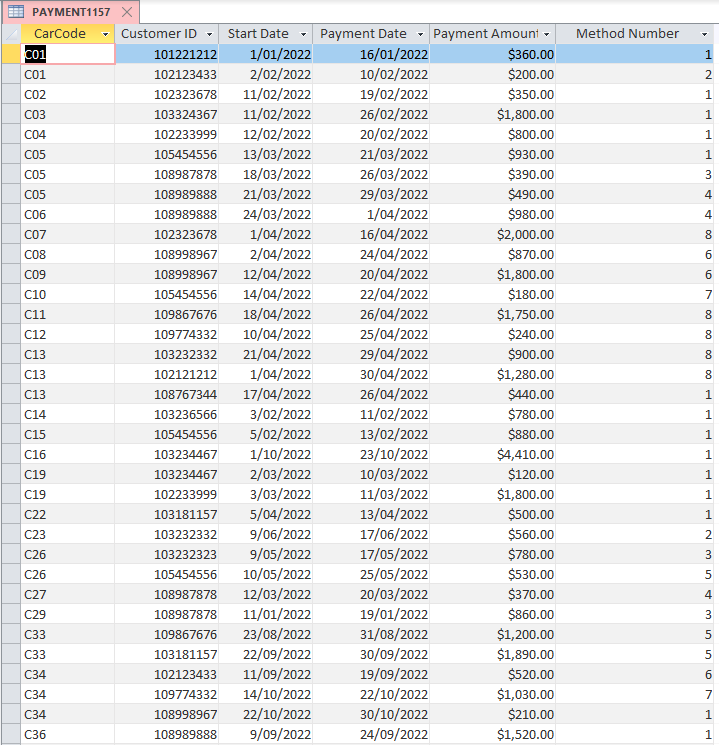 PAYMENT1157
CarCode Customer ID Start Date Payment Date Payment Amount Method Number
C01 101221212 1/01/2022 16/01/2022 $360.00 1
C01 102123433 2/02/2022 10/02/2022 $200.00 2
C02 102323678 11/02/2022 19/02/2022 $350.00 1
C03 103324367 11/02/2022 26/02/2022 $1,800.00 1
C04 102233999 12/02/2022 20/02/2022 $800.00 1
C05 105454556 13/03/2022 21/03/2022 $930.00 1
C05 108987878 18/03/2022 26/03/2022 $390.00 3
C05 108989888 21/03/2022 29/03/2022 $490.00 4
C06 108989888 24/03/2022 1/04/2022 $980.00 4
C07 102323678 1/04/2022 16/04/2022 $2,000.00 8
C08 108998967 2/04/2022 24/04/2022 $870.00 6
C09 108998967 12/04/2022 20/04/2022 $1,800.00 6
C10 105454556 14/04/2022 22/04/2022 $180.00 7
C11 109867676 18/04/2022 26/04/2022 $1,750.00 8
C12 109774332 10/04/2022 25/04/2022 $240.00 8
C13 103232332 21/04/2022 29/04/2022 $900.00 8
C13 102121212 1/04/2022 30/04/2022 $1,280.00 8
C13 108767344 17/04/2022 26/04/2022 $440.00 1
C14 103236566 3/02/2022 11/02/2022 $780.00 1
C15 105454556 5/02/2022 13/02/2022 $880.00 1
C16 103234467 1/10/2022 23/10/2022 $4,410.00 1
C19 103234467 2/03/2022 10/03/2022 $120.00 1
C19 102233999 3/03/2022 11/03/2022 $1,800.00 1
C22 103181157 5/04/2022 13/04/2022 $500.00 1
C23 103232332 9/06/2022 17/06/2022 $560.00 2
C26 103232323 9/05/2022 17/05/2022 $780.00 3
C26 105454556 10/05/2022 25/05/2022 $530.00 5
C27 108987878 12/03/2022 20/03/2022 $370.00 4
C29 108987878 11/01/2022 19/01/2022 $860.00 3
C33 109867676 23/08/2022 31/08/2022 $1,200.00 5
C33 103181157 22/09/2022 30/09/2022 $1,890.00 5
C34 102123433 11/09/2022 19/09/2022 $520.00 6
C34 109774332 14/10/2022 22/10/2022 $1,030.00 7
C34 108998967 22/10/2022 30/10/2022 $210.00 1
C36 108989888 9/09/2022 24/09/2022 $1,520.00 1